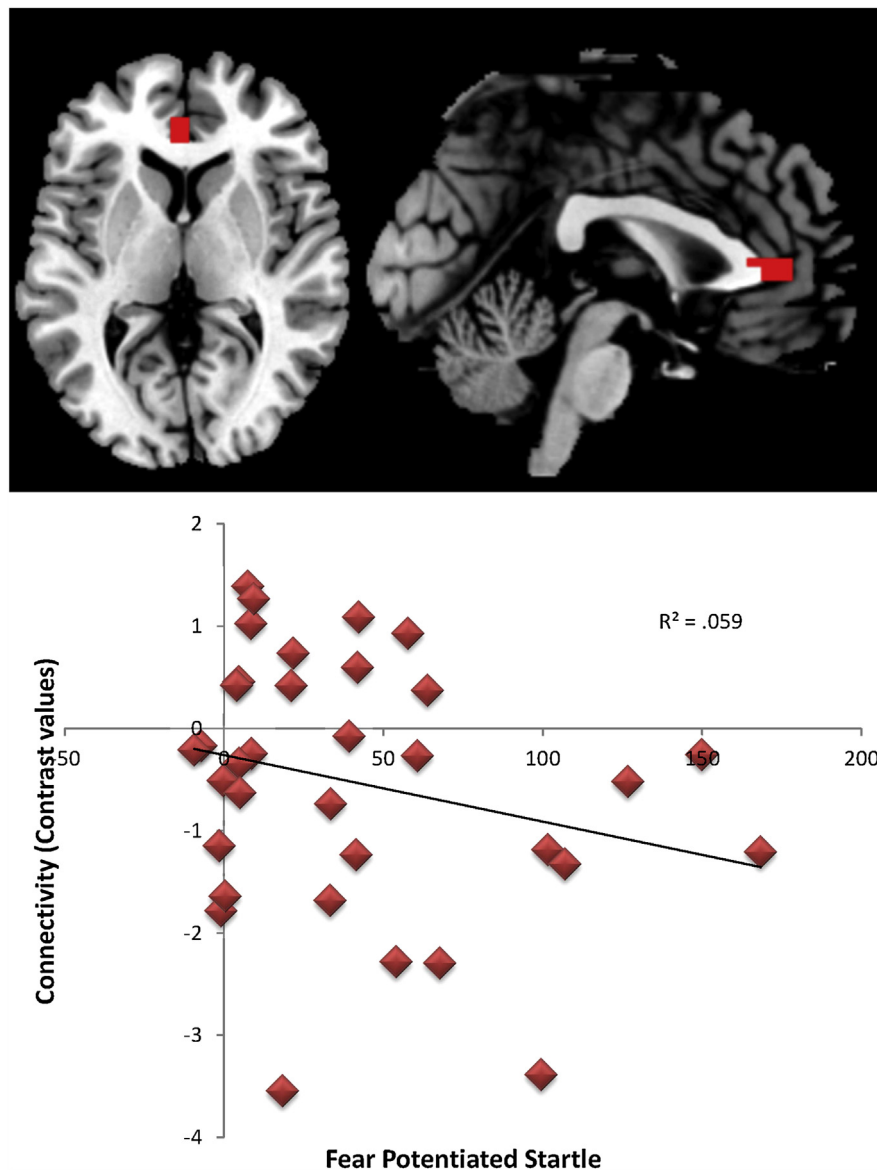 2
1
R² = .059
0
-50 0 50 100 150 200
-1
-2
-3
-4
Connectivity (Contrast values)
Fear Potentiated Startle